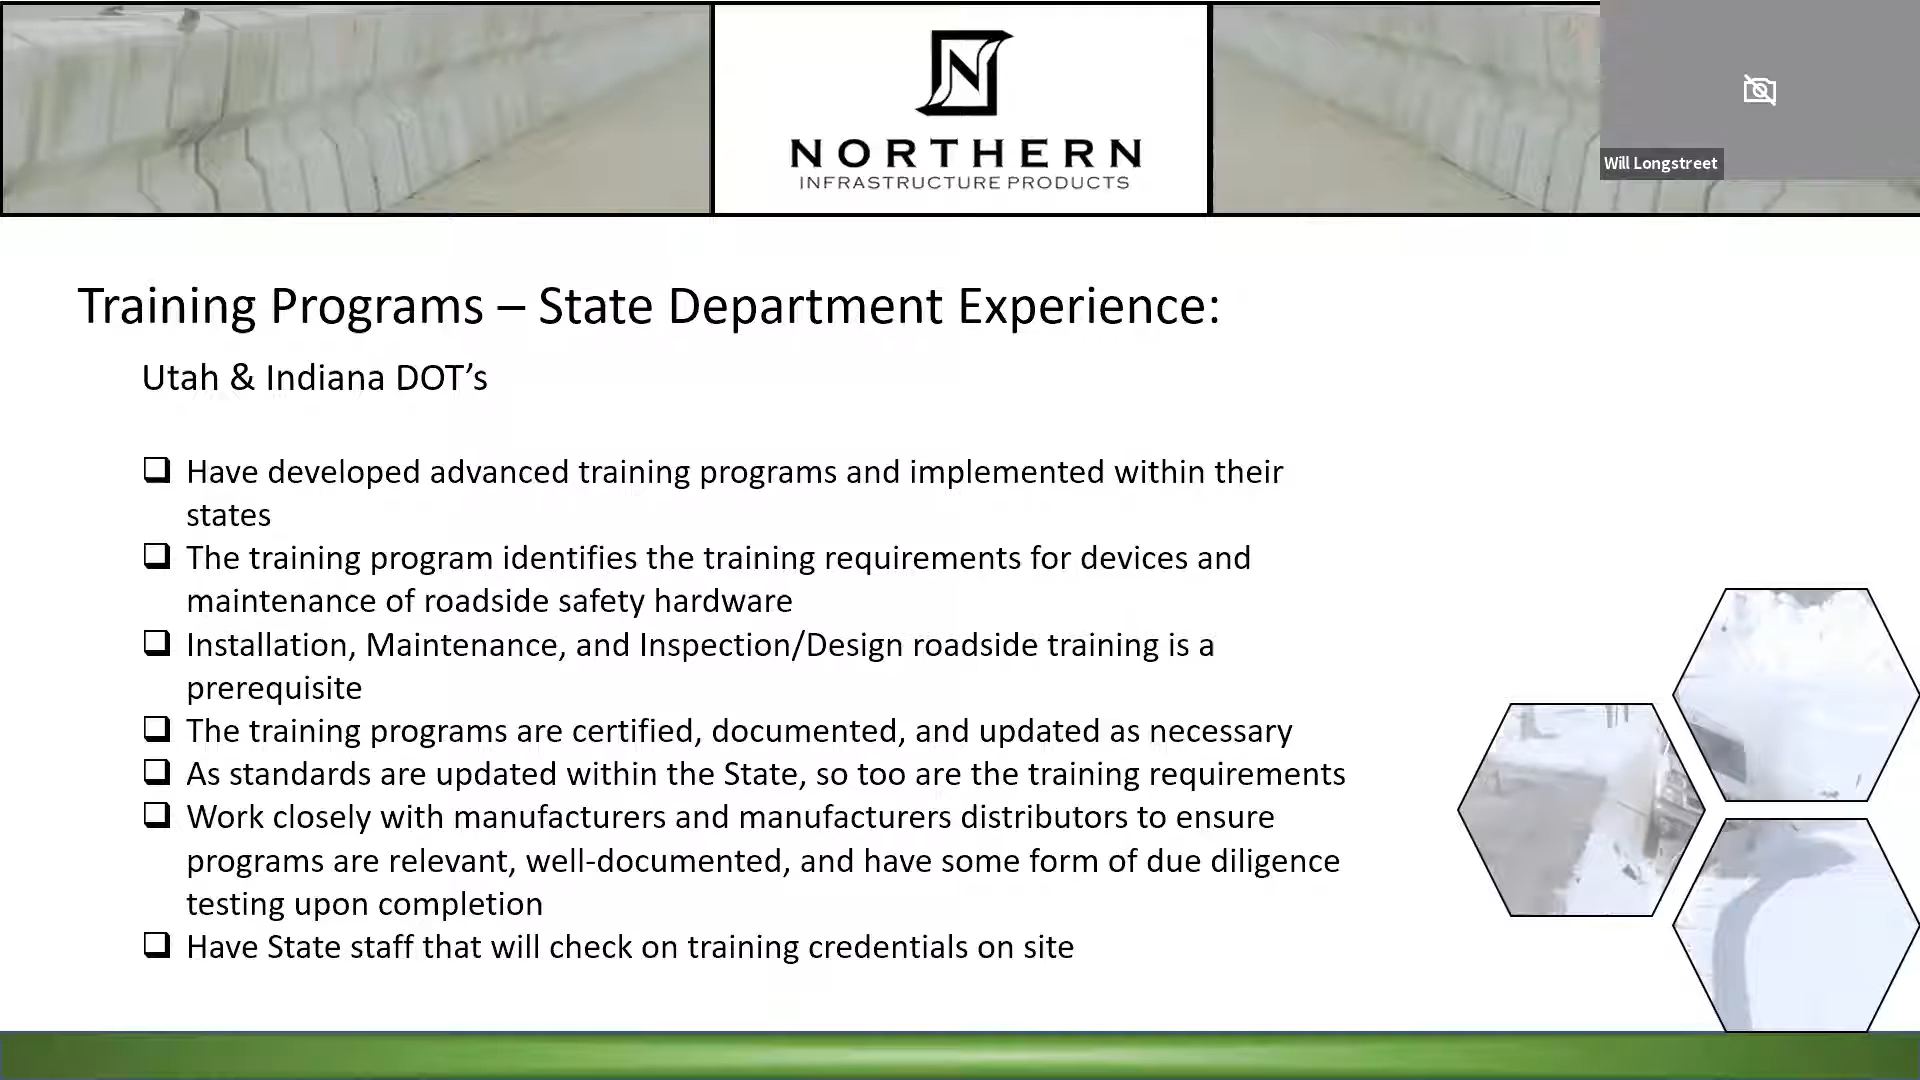 NORTHERN
INFRASTRUCTURE PRODUCTS
Will Longstreet
Training Programs – State Department Experience:
Utah & Indiana DOT’s
Have developed advanced training programs and implemented within their
states
The training program identifies the training requirements for devices and
maintenance of roadside safety hardware
Installation, Maintenance, and Inspection/Design roadside training is a
prerequisite
The training programs are certified, documented, and updated as necessary
As standards are updated within the State, so too are the training requirements
Work closely with manufacturers and manufacturers distributors to ensure
programs are relevant, well-documented, and have some form of due diligence
testing upon completion
Have State staff that will check on training credentials on site